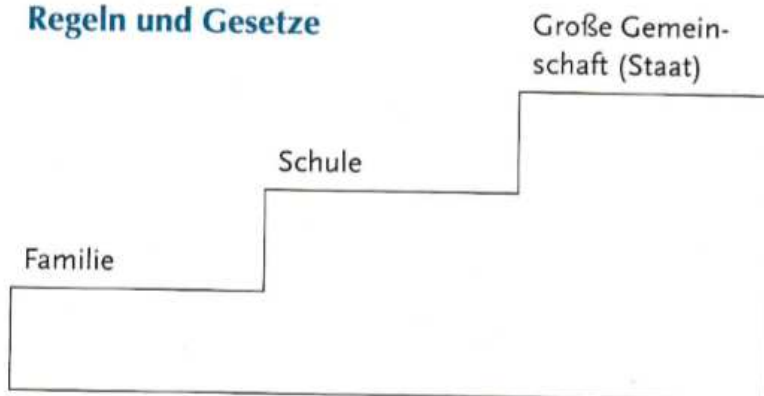 Regeln und Gesetze
Große Gemein-
schaft (Staat)
Schule
Familie